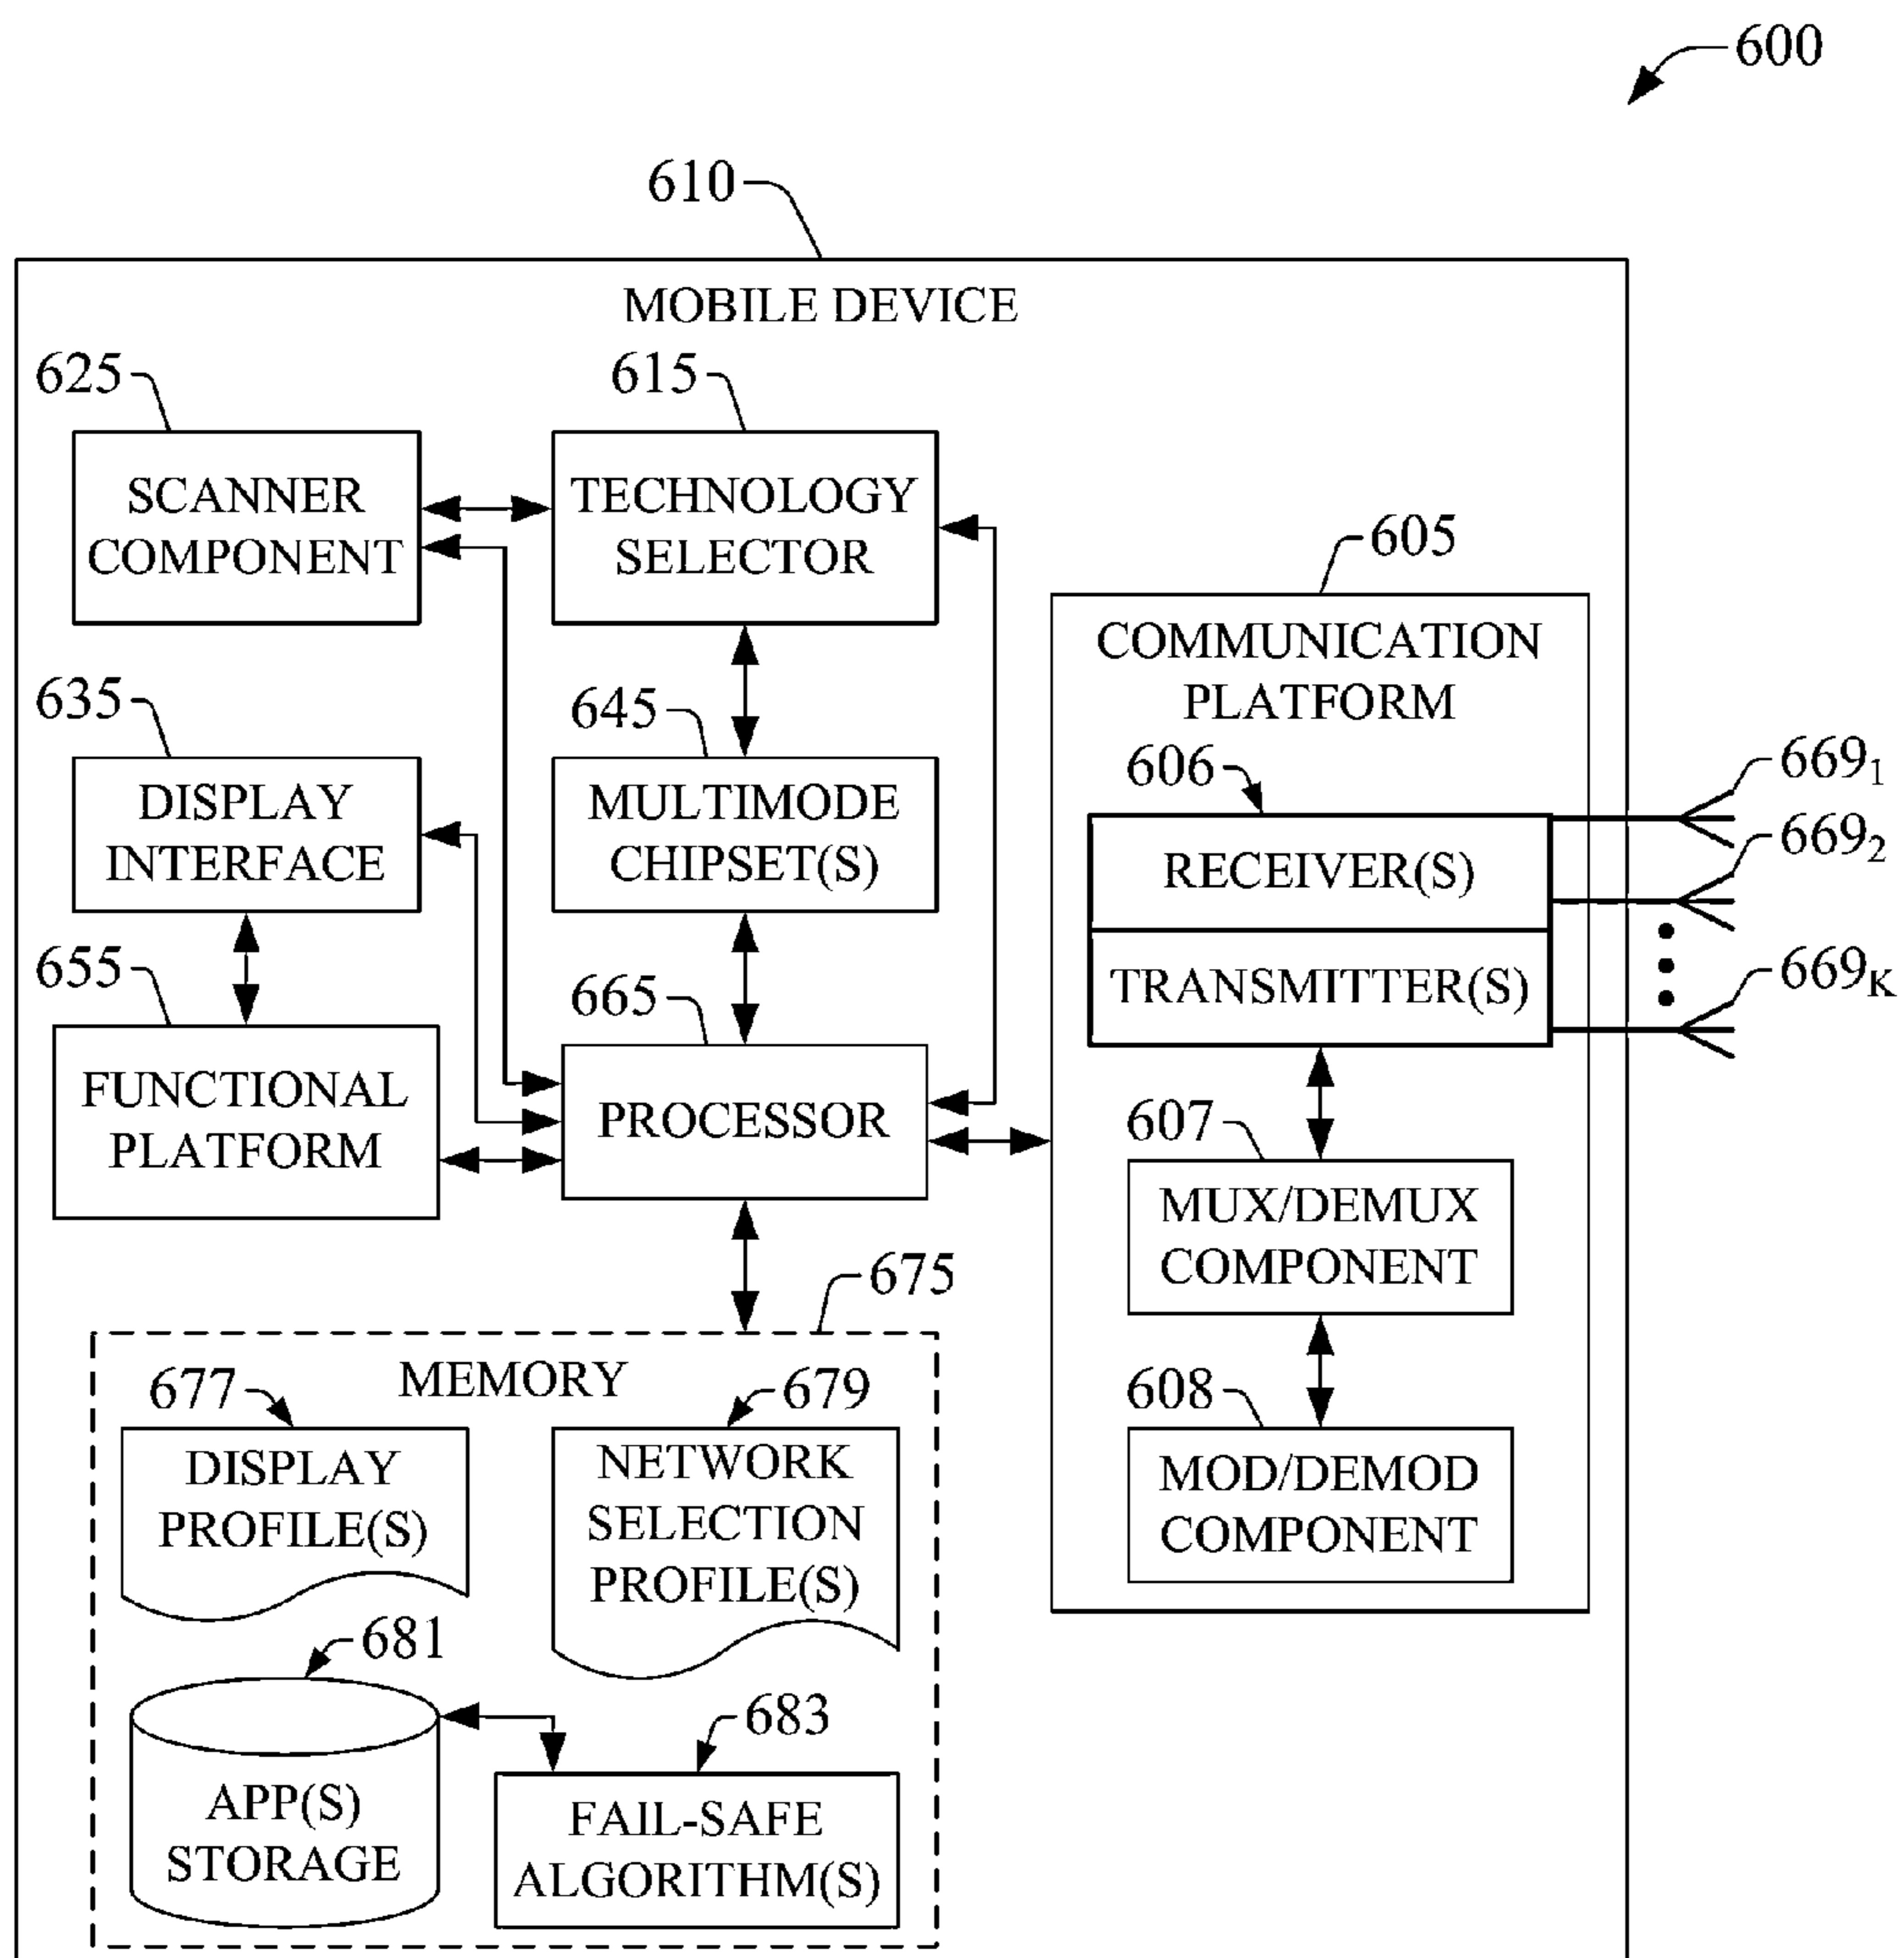 600
610
MOBILE DEVICE
625
615
SCANNER
COMPONENT
TECHNOLOGY
SELECTOR
605
COMMUNICATION
PLATFORM
635
645
DISPLAY
INTERFACE
MULTIMODE
CHIPSET(S)
606
RECEIVER(S)
TRANSMITTER(S)
669₁
669₂
669K
655
665
FUNCTIONAL
PLATFORM
PROCESSOR
607
MUX/DEMUX
COMPONENT
608
MOD/DEMOD
COMPONENT
675
MEMORY
677
679
DISPLAY
PROFILE(S)
NETWORK
SELECTION
PROFILE(S)
681
683
APP(S)
STORAGE
FAIL-SAFE
ALGORITHM(S)